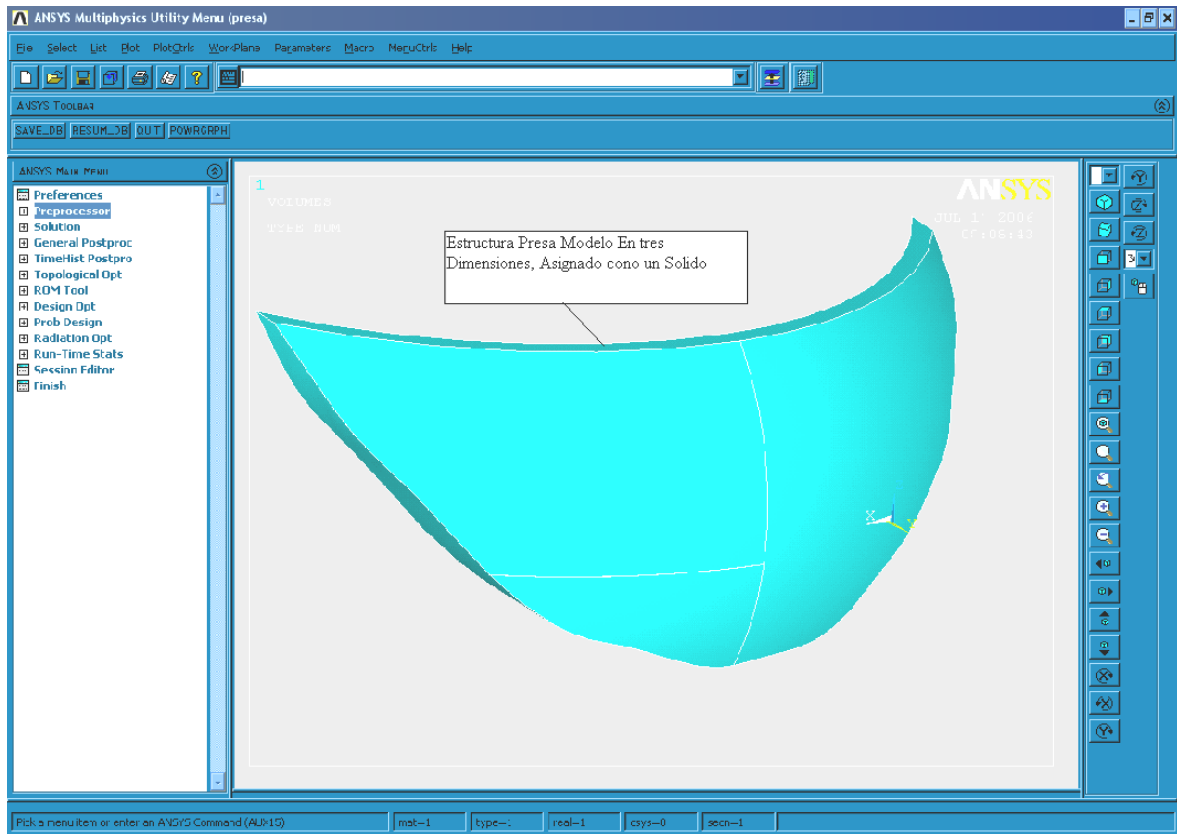 ANSYS Multiphysics Utility Menu (presa)
File Select List Plot PlotCtrls WorkPlane Parameters Macro MenuCtrls Help
ANSYS TOOLBAR
SAVE_DB RESUM_DB QUIT POWRGRPH
ANSYS MAIN MENU
Preferences
Preprocessor
Solution
General Postproc
TimeHist Postpro
Topological Opt
ROM Tool
Design Opt
Prob Design
Radiation Opt
Run-Time Stats
Session Editor
Finish
1
VOLUMES
TYPE NUM
ANSYS
JUL 2006
Estructura Presa Modelo En tres
Dimensiones, Asignado cono un Solido
X
Y
Z
Pick a menu item or enter an ANSYS Command (AUX15)
mat=1
type=1
real=1
csys=0
secn=1